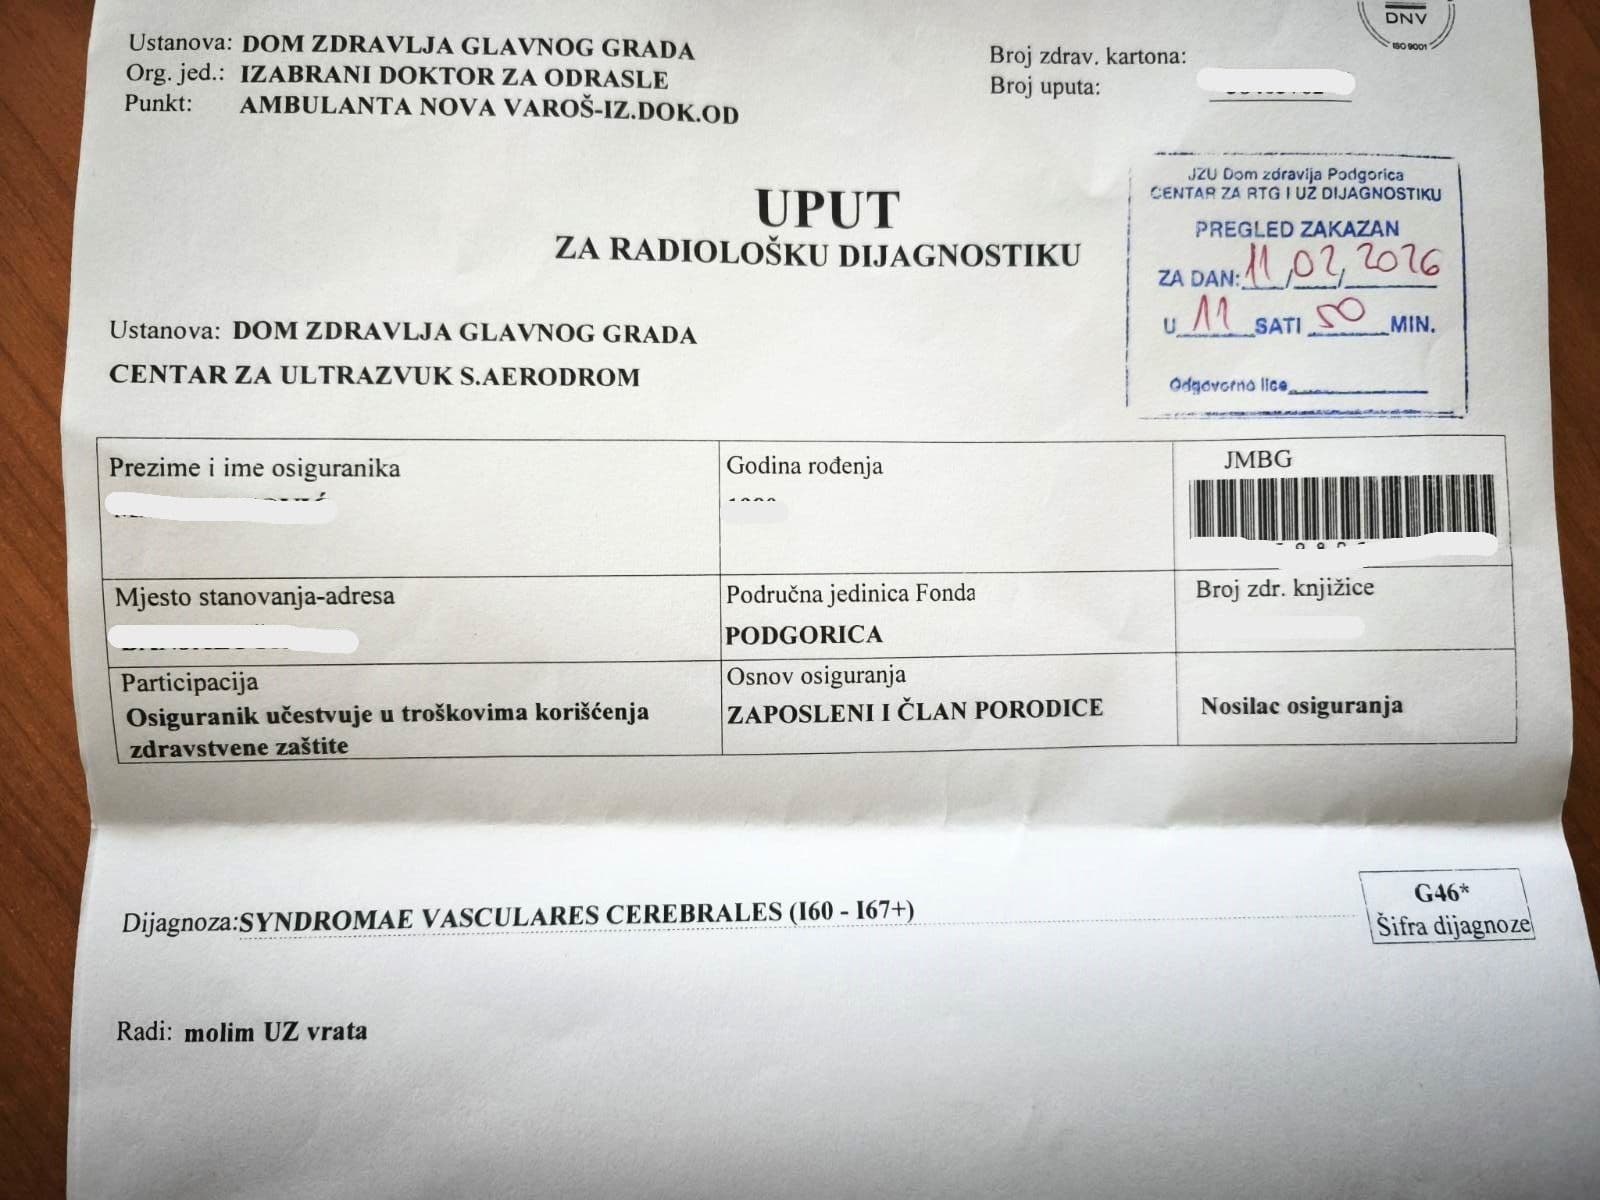 DNV
ISO 9001
Ustanova: DOM ZDRAVLJA GLAVNOG GRADA
Org. jed.: IZABRANI DOKTOR ZA ODRASLE
Punkt: AMBULANTA NOVA VAROŠ-IZ.DOK.OD
Broj zdrav. kartona:
Broj uputa:
JZU Dom zdravlja Podgorica
CENTAR ZA RTG I UZ DIJAGNOSTIKU
PREGLED ZAKAZAN
ZA DAN: 11/02/2026
U 11 SATI 50 MIN.
Odgovorno lice
UPUT
ZA RADIOLOŠKU DIJAGNOSTIKU
Ustanova: DOM ZDRAVLJA GLAVNOG GRADA
CENTAR ZA ULTRAZVUK S.AERODROM
Prezime i ime osiguranika
Godina rođenja
JMBG
Mjesto stanovanja-adresa
Područna jedinica Fonda
PODGORICA
Broj zdr. knjižice
Participacija
Osiguranik učestvuje u troškovima korišćenja
zdravstvene zaštite
Osnov osiguranja
ZAPOSLENI I ČLAN PORODICE
Nosilac osiguranja
Dijagnoza:SYNDROMAE VASCULARES CEREBRALES (I60 - I67+)
G46*
Šifra dijagnoze
Radi: molim UZ vrata